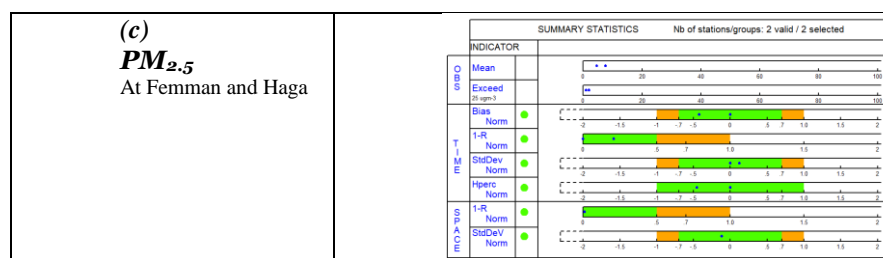 (c)
PM2.5
At Femman and Haga
SUMMARY STATISTICS Nb of stations/groups: 2 valid / 2 selected
INDICATOR
OBS
Mean
0 20 40 60 80 100
Exceed
25 ugm-3
0 20 40 60 80 100
TIME
Bias
Norm
-2 -1.5 -1 -.7 -.5 0 .5 .7 1.0 1.5 2
1-R
Norm
0 .5 .7 1.0 1.5 2
StdDev
Norm
-2 -1.5 -1 -.7 -.5 0 .5 .7 1.0 1.5 2
Hperc
Norm
-2 -1.5 -1 -.7 -.5 0 .5 .7 1.0 1.5 2
SPACE
1-R
Norm
0 .5 .7 1.0 1.5 2
StdDeV
Norm
-2 -1.5 -1 -.7 -.5 0 .5 .7 1.0 1.5 2